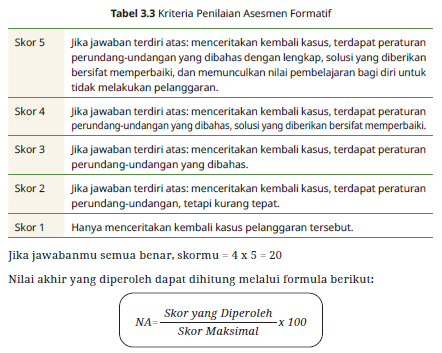 Tabel 3.3 Kriteria Penilaian Asesmen Formatif
Skor 5 Jika jawaban terdiri atas: menceritakan kembali kasus, terdapat peraturan
perundang-undangan yang dibahas dengan lengkap, solusi yang diberikan
bersifat memperbaiki, dan memunculkan nilai pembelajaran bagi diri untuk
tidak melakukan pelanggaran.
Skor 4 Jika jawaban terdiri atas: menceritakan kembali kasus, terdapat peraturan
perundang-undangan yang dibahas, solusi yang diberikan bersifat memperbaiki.
Skor 3 Jika jawaban terdiri atas: menceritakan kembali kasus, terdapat peraturan
perundang-undangan yang dibahas.
Skor 2 Jika jawaban terdiri atas: menceritakan kembali kasus, terdapat peraturan
perundang-undangan, tetapi kurang tepat.
Skor 1 Hanya menceritakan kembali kasus pelanggaran tersebut.
Jika jawabanmu semua benar, skormu = 4 x 5 = 20
Nilai akhir yang diperoleh dapat dihitung melalui formula berikut:
Skor yang Diperoleh
NA= x 100
Skor Maksimal